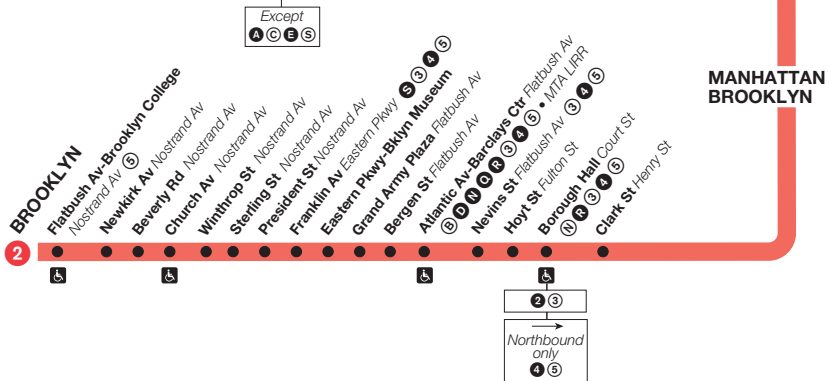 Except
A C E S
MANHATTAN
BROOKLYN
BROOKLYN
2
Flatbush Av-Brooklyn College
Nostrand Av 5
Newkirk Av Nostrand Av
Beverly Rd Nostrand Av
Church Av Nostrand Av
Winthrop St Nostrand Av
Sterling St Nostrand Av
President St Nostrand Av
Franklin Av Eastern Pkwy S 3 4 5
Eastern Pkwy-Bklyn Museum
Grand Army Plaza Flatbush Av
Bergen St Flatbush Av
Atlantic Av-Barclays Ctr Flatbush Av
B D N Q R 3 4 5 • MTA LIRR
Nevins St Flatbush Av 3 4 5
Hoyt St Fulton St
Borough Hall Court St
N R 3 4 5
Clark St Henry St
2 3
Northbound
only
4 5